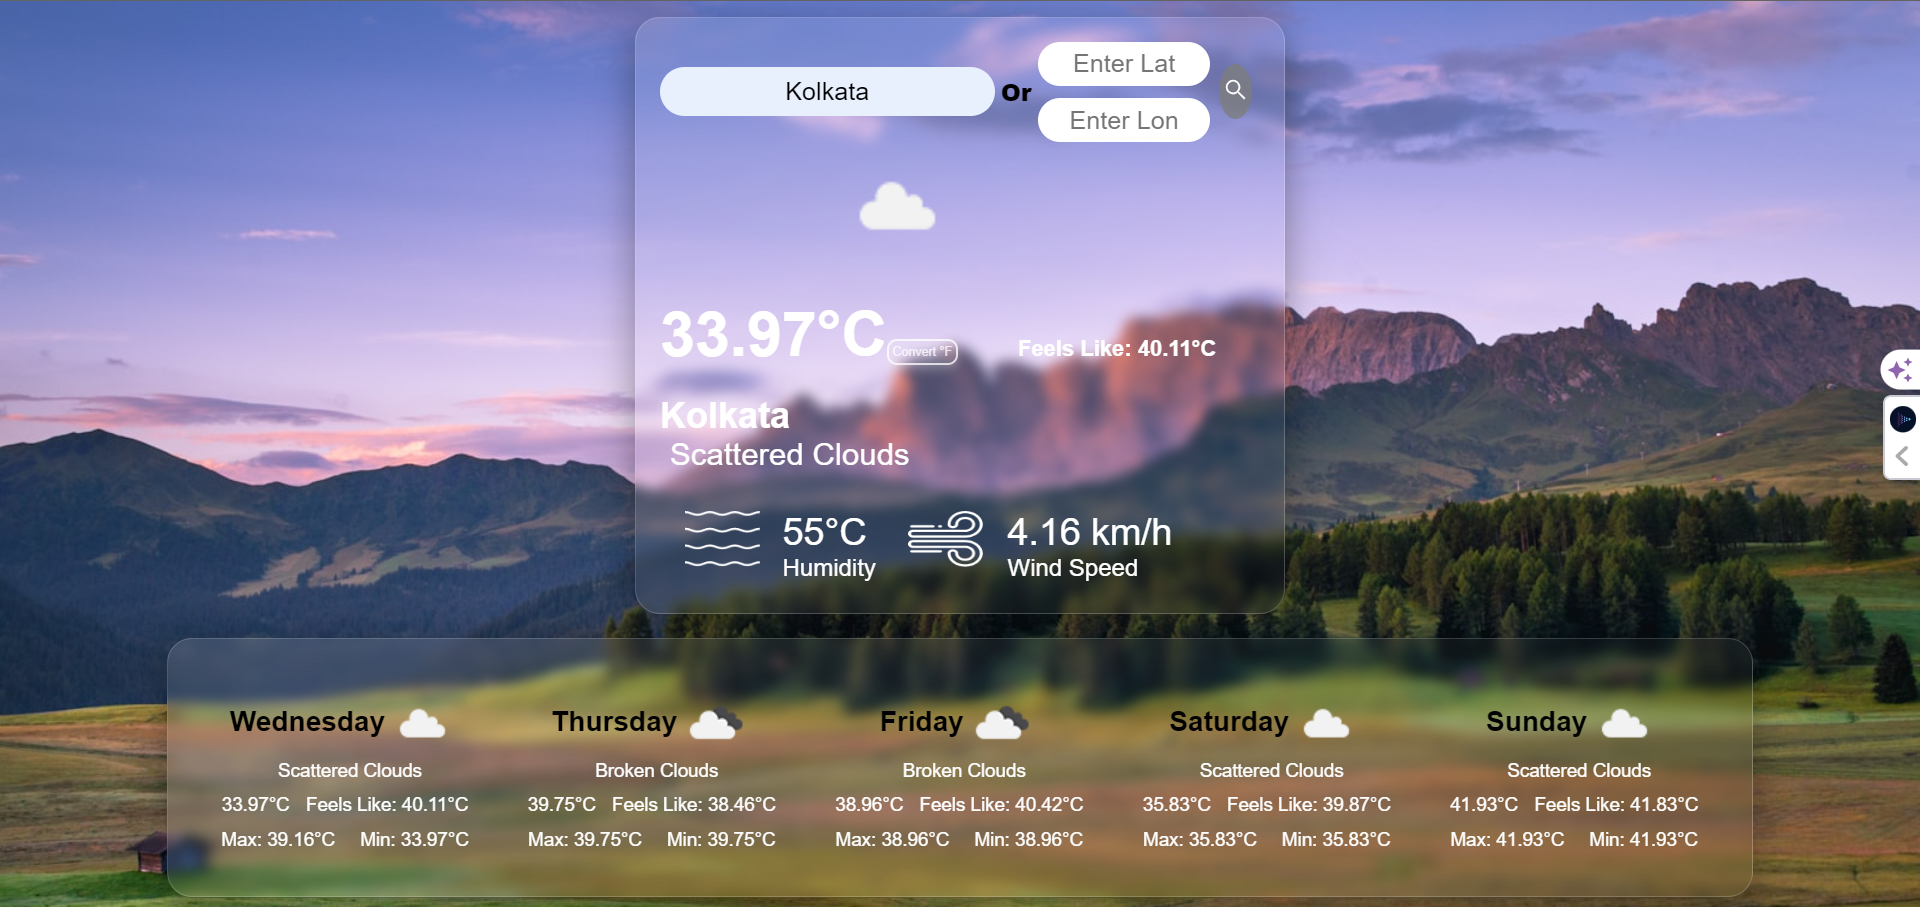 Kolkata
Or
Enter Lat
Enter Lon
33.97°C
Convert °F
Feels Like: 40.11°C
Kolkata
Scattered Clouds
55°C
Humidity
4.16 km/h
Wind Speed
Wednesday
Scattered Clouds
33.97°C Feels Like: 40.11°C
Max: 39.16°C Min: 33.97°C
Thursday
Broken Clouds
39.75°C Feels Like: 38.46°C
Max: 39.75°C Min: 39.75°C
Friday
Broken Clouds
38.96°C Feels Like: 40.42°C
Max: 38.96°C Min: 38.96°C
Saturday
Scattered Clouds
35.83°C Feels Like: 39.87°C
Max: 35.83°C Min: 35.83°C
Sunday
Scattered Clouds
41.93°C Feels Like: 41.83°C
Max: 41.93°C Min: 41.93°C